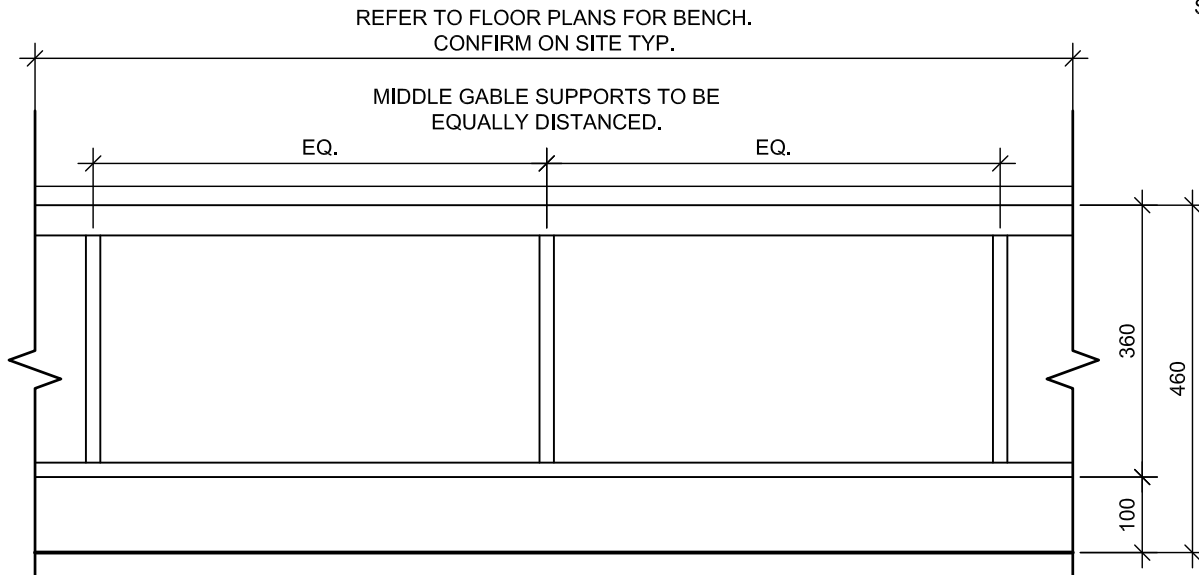 REFER TO FLOOR PLANS FOR BENCH.
CONFIRM ON SITE TYP.
MIDDLE GABLE SUPPORTS TO BE
EQUALLY DISTANCED.
EQ.
EQ.
360
460
100